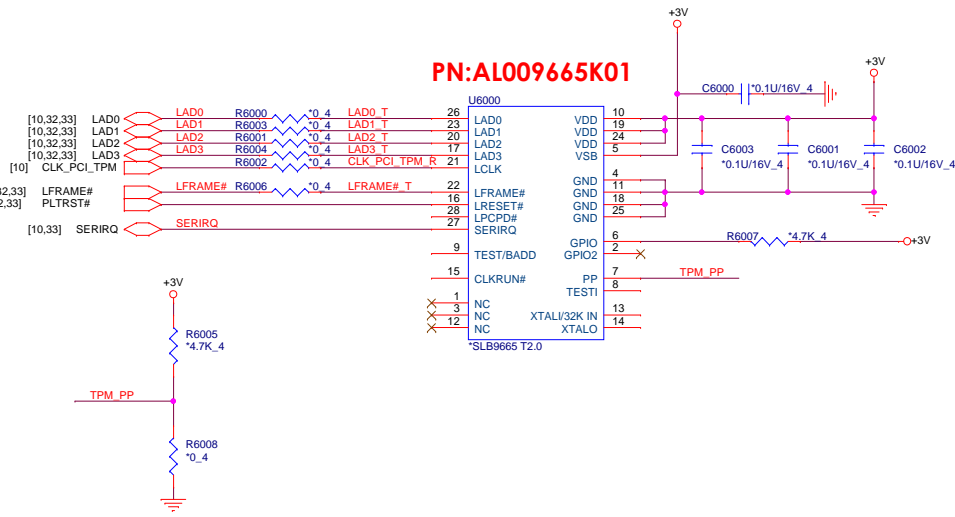 +3V
PN:AL009665K01
+3V
C6000 *0.1U/16V_4
U6000
[10,32,33] LAD0 LAD0 R6000 *0_4 LAD0_T 26 LAD0 VDD 10
[10,32,33] LAD1 LAD1 R6003 *0_4 LAD1_T 23 LAD1 VDD 19
[10,32,33] LAD2 LAD2 R6001 *0_4 LAD2_T 20 LAD2 VDD 24
[10,32,33] LAD3 LAD3 R6004 *0_4 LAD3_T 17 LAD3 VSB 5
[10] CLK_PCI_TPM R6002 *0_4 CLK_PCI_TPM_R 21 LCLK
C6003 C6001 C6002
*0.1U/16V_4 *0.1U/16V_4 *0.1U/16V_4
GND 4
32,33] LFRAME# LFRAME# R6006 *0_4 LFRAME#_T 22 LFRAME# GND 11
2,33] PLTRST# 16 LRESET# GND 18
28 LPCPD# GND 25
[10,33] SERIRQ SERIRQ 27 SERIRQ
GPIO 6 R6007 *4.7K_4 +3V
9 TEST/BADD GPIO2 2
15 CLKRUN# PP 7 TPM_PP
TESTI 8
1 NC
3 NC XTALI/32K IN 13
12 NC XTALO 14
*SLB9665 T2.0
+3V
R6005
*4.7K_4
TPM_PP
R6008
*0_4